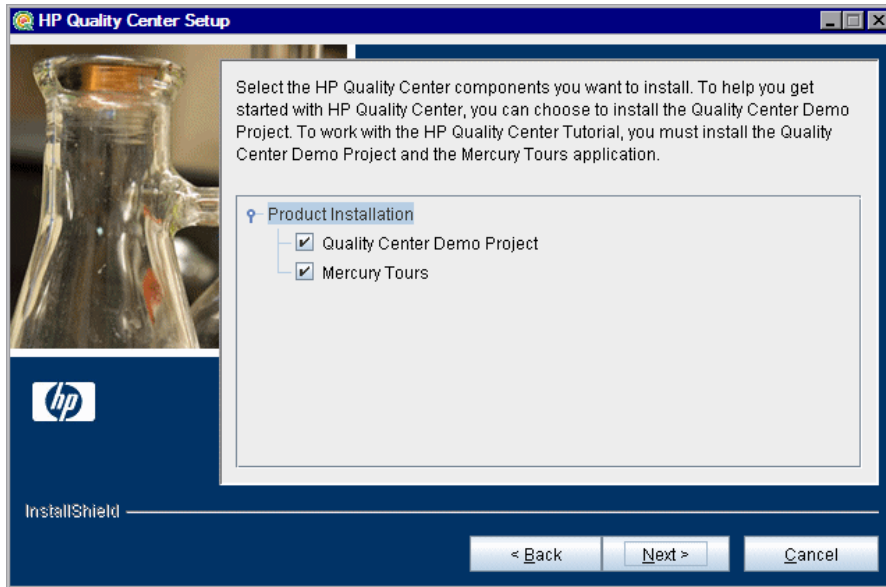 HP Quality Center Setup
Select the HP Quality Center components you want to install. To help you get
started with HP Quality Center, you can choose to install the Quality Center Demo
Project. To work with the HP Quality Center Tutorial, you must install the Quality
Center Demo Project and the Mercury Tours application.
Product Installation
Quality Center Demo Project
Mercury Tours
hp
InstallShield
< Back
Next >
Cancel